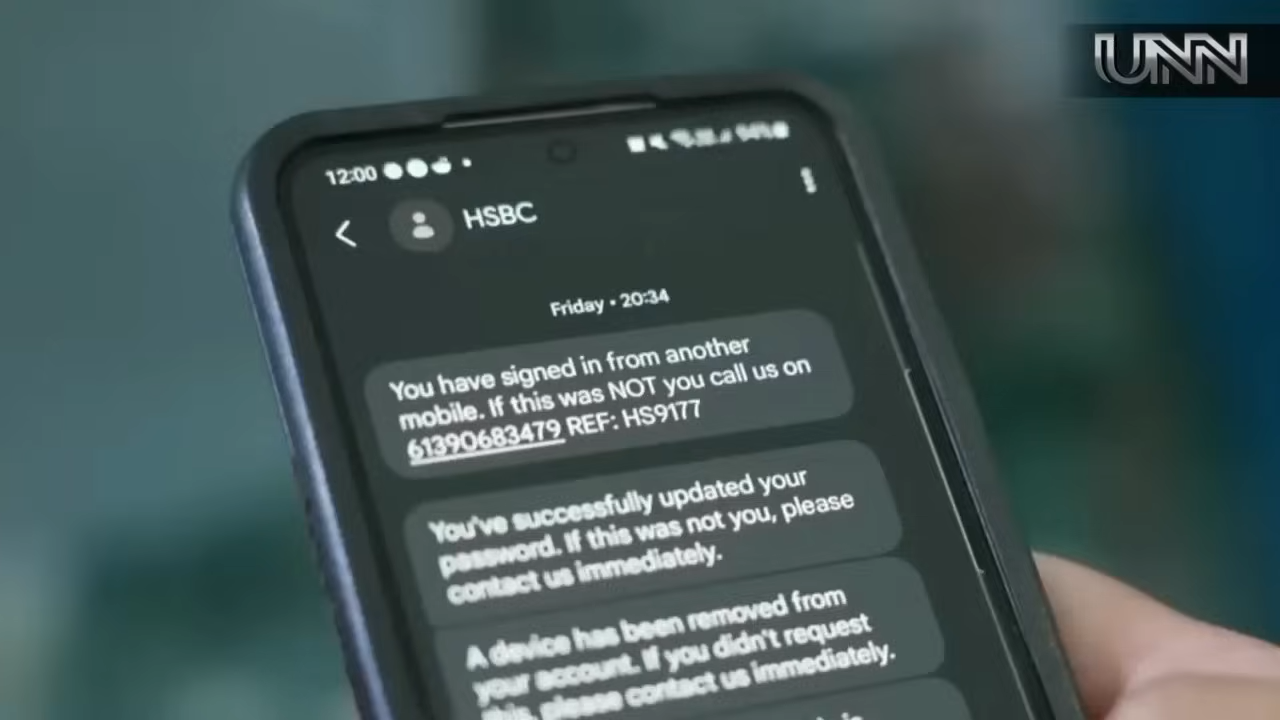 UNN
12:00
94%
HSBC
Friday • 20:34
You have signed in from another
mobile. If this was NOT you call us on
61390683479 REF: HS9177
You've successfully updated your
password. If this was not you, please
contact us immediately.
A device has been removed from
your account. If you didn't request
this, please contact us immediately.